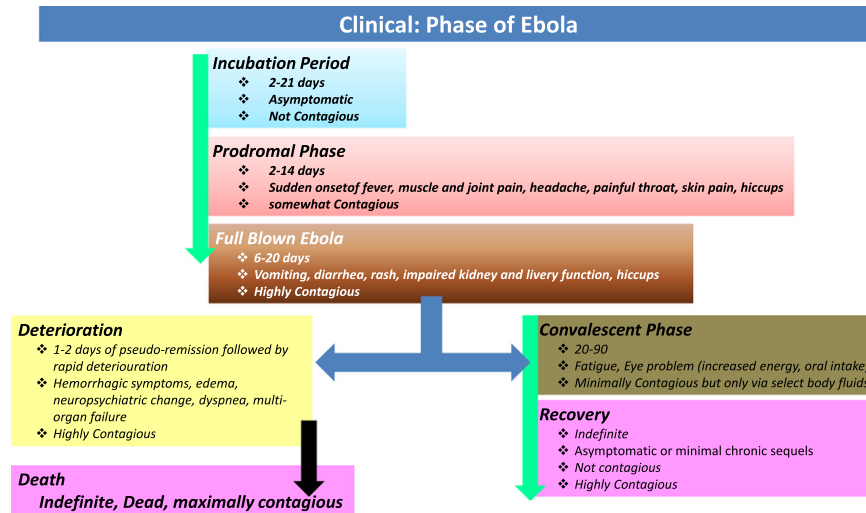 Clinical: Phase of Ebola
Incubation Period
❖ 2-21 days
❖ Asymptomatic
❖ Not Contagious
Prodromal Phase
❖ 2-14 days
❖ Sudden onsetof fever, muscle and joint pain, headache, painful throat, skin pain, hiccups
❖ somewhat Contagious
Full Blown Ebola
❖ 6-20 days
❖ Vomiting, diarrhea, rash, impaired kidney and livery function, hiccups
❖ Highly Contagious
Deterioration
❖ 1-2 days of pseudo-remission followed by
rapid deteriouration
❖ Hemorrhagic symptoms, edema,
neuropsychiatric change, dyspnea, multi-
organ failure
❖ Highly Contagious
Death
Indefinite, Dead, maximally contagious
Convalescent Phase
❖ 20-90
❖ Fatigue, Eye problem (increased energy, oral intake
❖ Minimally Contagious but only via select body fluids
Recovery
❖ Indefinite
❖ Asymptomatic or minimal chronic sequels
❖ Not contagious
❖ Highly Contagious